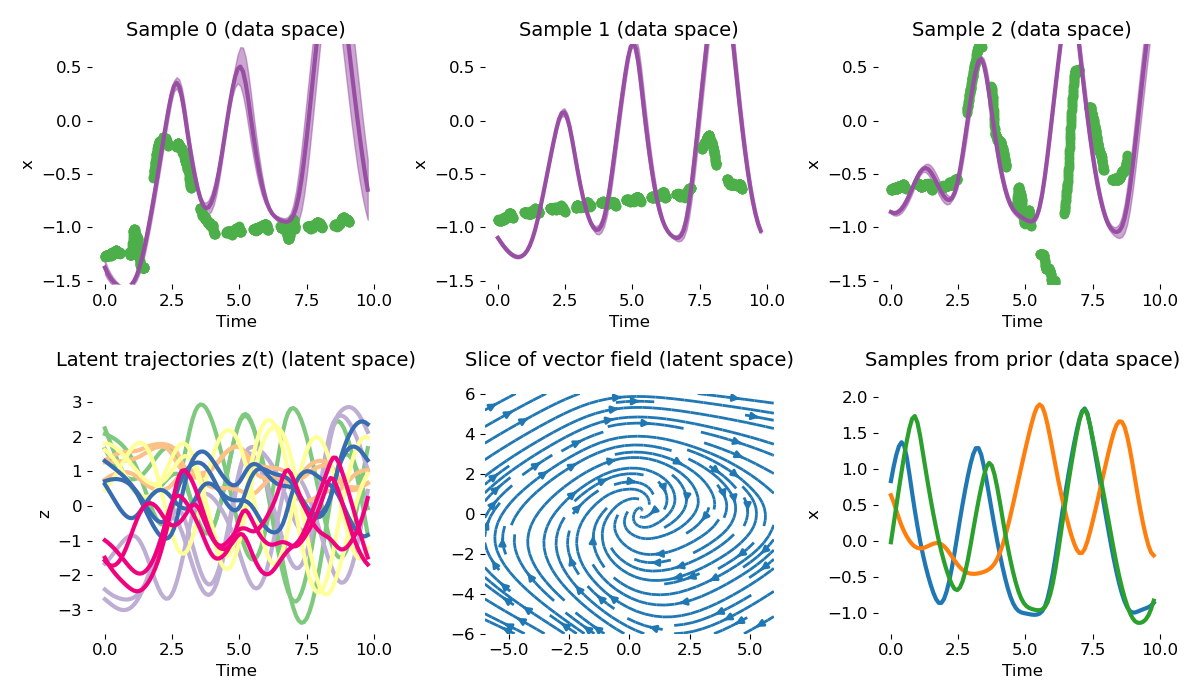 Sample 0 (data space)
Sample 1 (data space)
Sample 2 (data space)
x
0.5
0.0
−0.5
−1.0
−1.5
0.0 2.5 5.0 7.5 10.0
Time
x
0.5
0.0
−0.5
−1.0
−1.5
0.0 2.5 5.0 7.5 10.0
Time
x
0.5
0.0
−0.5
−1.0
−1.5
0.0 2.5 5.0 7.5 10.0
Time
Latent trajectories z(t) (latent space)
Slice of vector field (latent space)
Samples from prior (data space)
z
3
2
1
0
−1
−2
−3
0.0 2.5 5.0 7.5 10.0
Time
6
4
2
0
−2
−4
−6
−5.0 −2.5 0.0 2.5 5.0
x
2.0
1.5
1.0
0.5
0.0
−0.5
−1.0
0.0 2.5 5.0 7.5 10.0
Time